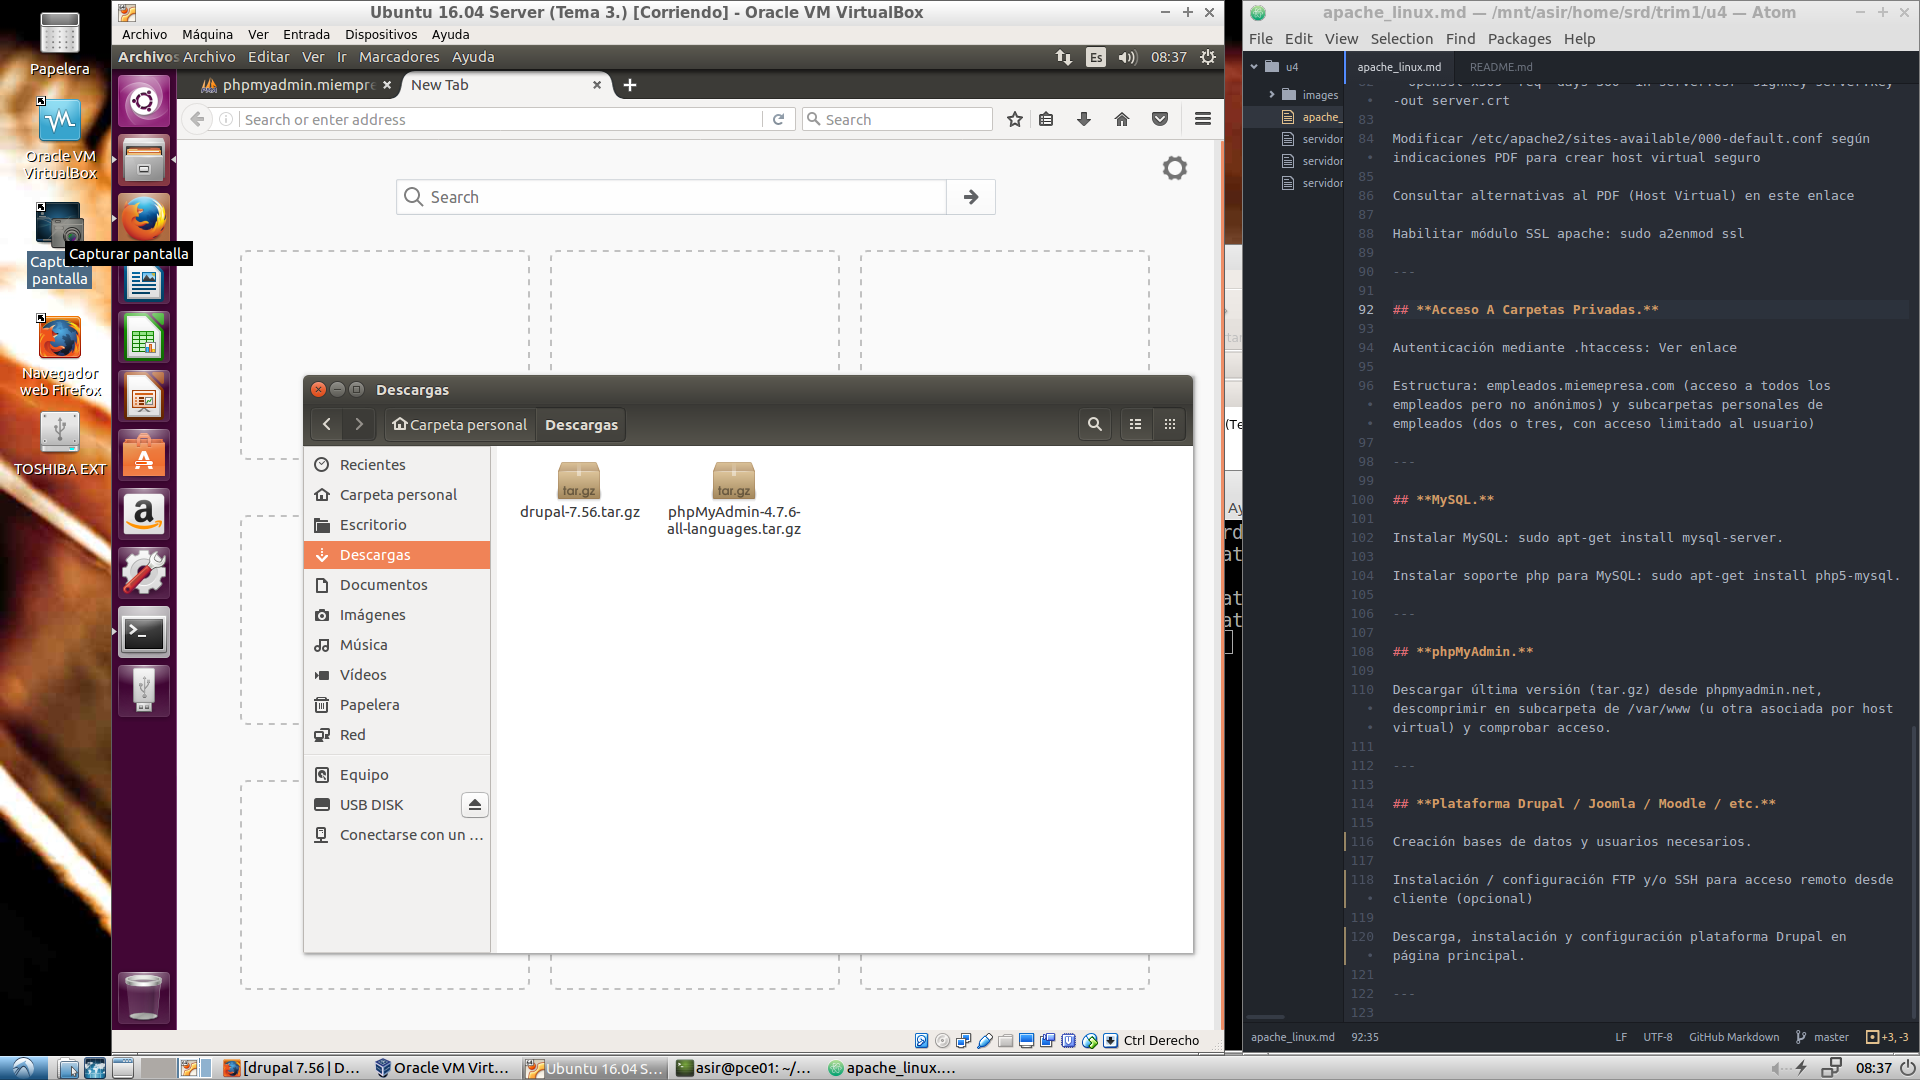 Papelera
Oracle VM
VirtualBox
pantalla
Capturar pantalla
Navegador
web Firefox
TOSHIBA EXT
Ubuntu 16.04 Server (Tema 3.) [Corriendo] - Oracle VM VirtualBox
Archivo Máquina Ver Entrada Dispositivos Ayuda
Archivos Archivo Editar Ver Ir Marcadores Ayuda
Es 08:37
phpmyadmin.miempre
New Tab
Search or enter address
Search
Search
Descargas
Carpeta personal Descargas
Recientes
Carpeta personal
Escritorio
Descargas
Documentos
Imágenes
Música
Vídeos
Papelera
Red
Equipo
USB DISK
Conectarse con un ...
tar.gz
drupal-7.56.tar.gz
tar.gz
phpMyAdmin-4.7.6-
all-languages.tar.gz
Ctrl Derecho
apache_linux.md — /mnt/asir/home/srd/trim1/u4 — Atom
File Edit View Selection Find Packages Help
u4
images
apache_
servidor
servidor
servidor
apache_linux.md
README.md
-out server.crt
83
84 Modificar /etc/apache2/sites-available/000-default.conf según
indicaciones PDF para crear host virtual seguro
85
86 Consultar alternativas al PDF (Host Virtual) en este enlace
87
88 Habilitar módulo SSL apache: sudo a2enmod ssl
89
90 ---
91
92 ## **Acceso A Carpetas Privadas.**
93
94 Autenticación mediante .htaccess: Ver enlace
95
96 Estructura: empleados.miemepresa.com (acceso a todos los
empleados pero no anónimos) y subcarpetas personales de
empleados (dos o tres, con acceso limitado al usuario)
97
98 ---
99
100 ## **MySQL.**
101
102 Instalar MySQL: sudo apt-get install mysql-server.
103
104 Instalar soporte php para MySQL: sudo apt-get install php5-mysql.
105
106 ---
107
108 ## **phpMyAdmin.**
109
110 Descargar última versión (tar.gz) desde phpmyadmin.net,
descomprimir en subcarpeta de /var/www (u otra asociada por host
virtual) y comprobar acceso.
111
112 ---
113
114 ## **Plataforma Drupal / Joomla / Moodle / etc.**
115
116 Creación bases de datos y usuarios necesarios.
117
118 Instalación / configuración FTP y/o SSH para acceso remoto desde
cliente (opcional)
119
120 Descarga, instalación y configuración plataforma Drupal en
página principal.
121
122 ---
123
apache_linux.md 92:35 LF UTF-8 GitHub Markdown master +3, -3
[drupal 7.56 | D... Oracle VM Virt... Ubuntu 16.04 S... asir@pce01: ~/... apache_linux.... 08:37